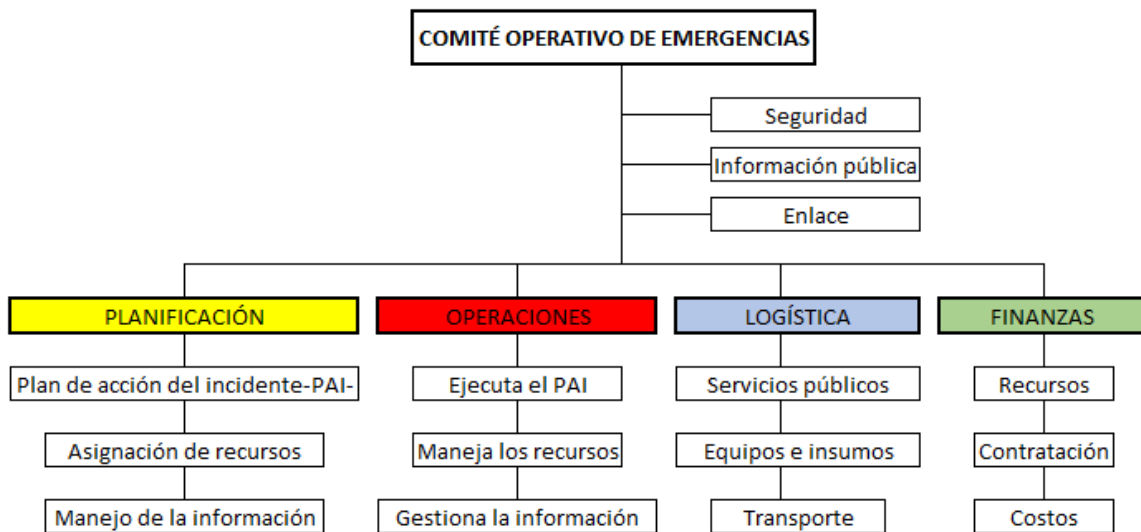 COMITÉ OPERATIVO DE EMERGENCIAS
Seguridad
Información pública
Enlace
PLANIFICACIÓN
OPERACIONES
LOGÍSTICA
FINANZAS
Plan de acción del incidente-PAI-
Ejecuta el PAI
Servicios públicos
Recursos
Asignación de recursos
Maneja los recursos
Equipos e insumos
Contratación
Manejo de la información
Gestiona la información
Transporte
Costos